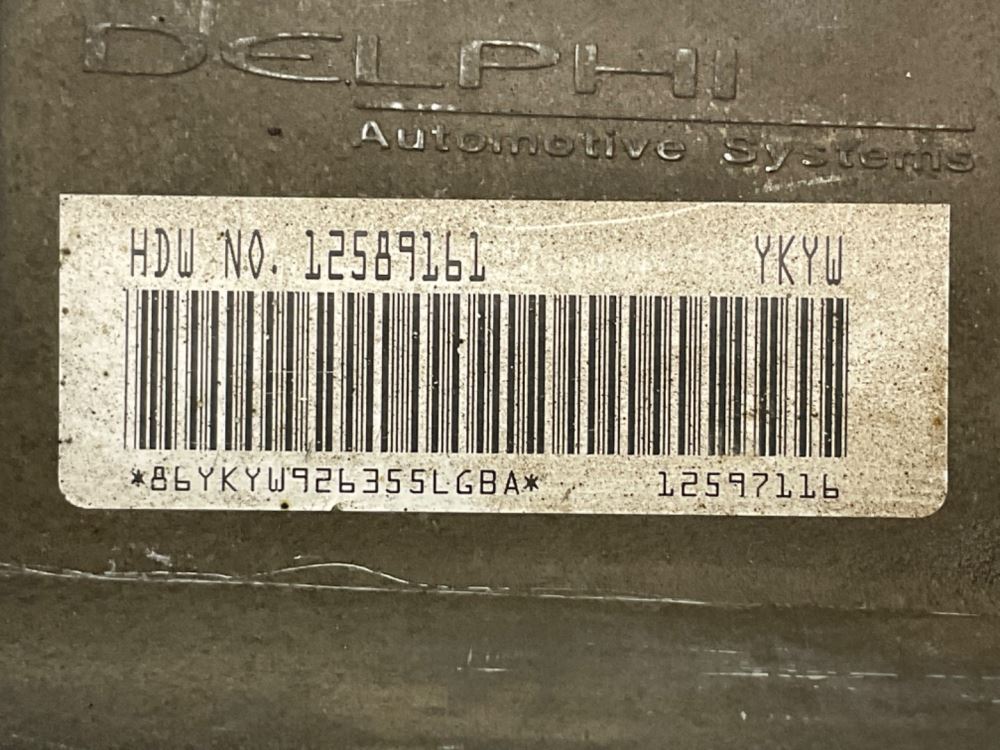 DELPHI
Automotive Systems
HDW NO. 12589161 YKYW
*86YKYW926355LGBA* 12597116